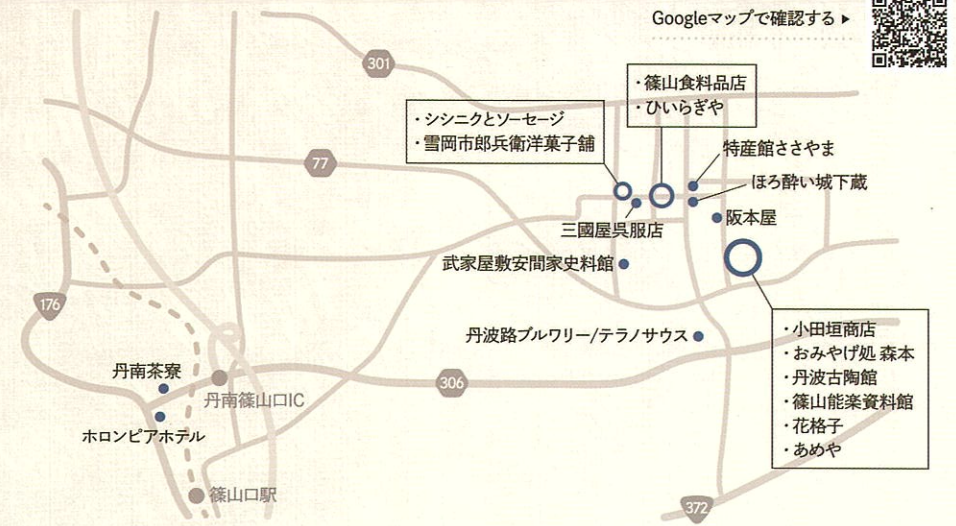 Googleマップで確認する ▶
301
・篠山食料品店
・ひいらぎや
・シシニクとソーセージ
・雪岡市郎兵衛洋菓子舗
特産館ささやま
77
ほろ酔い城下蔵
阪本屋
三國屋呉服店
武家屋敷安間家史料館
176
丹波路ブルワリー/テラノサウス
・小田垣商店
・おみやげ処 森本
・丹波古陶館
・篠山能楽資料館
・花格子
・あめや
丹南茶寮
306
丹南篠山口IC
ホロンピアホテル
篠山口駅
372